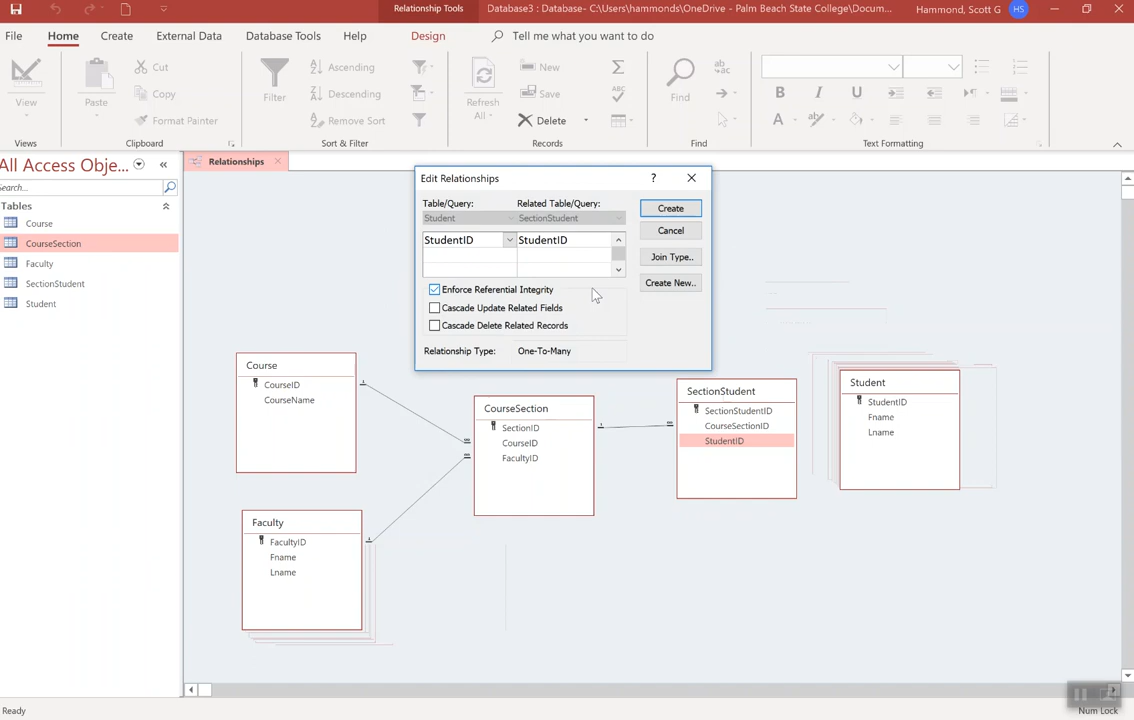 Relationship Tools
Database3 : Database- C:\Users\hammonds\OneDrive - Palm Beach State College\Docum...
Hammond, Scott G
HS
File
Home
Create
External Data
Database Tools
Help
Design
Tell me what you want to do
View
Paste
Cut
Copy
Format Painter
Filter
Ascending
Descending
Remove Sort
Refresh
All
New
Save
Delete
Find
B I U
Views
Clipboard
Sort & Filter
Records
Find
Text Formatting
All Access Obje...
Search...
Tables
Course
CourseSection
Faculty
SectionStudent
Student
Relationships
Edit Relationships
?
Table/Query:
Related Table/Query:
Student
SectionStudent
StudentID
StudentID
Enforce Referential Integrity
Cascade Update Related Fields
Cascade Delete Related Records
Relationship Type:
One-To-Many
Create
Cancel
Join Type..
Create New..
Course
CourseID
CourseName
Faculty
FacultyID
Fname
Lname
CourseSection
SectionID
CourseID
FacultyID
SectionStudent
SectionStudentID
CourseSectionID
StudentID
Student
StudentID
Fname
Lname
Ready
Num Lock